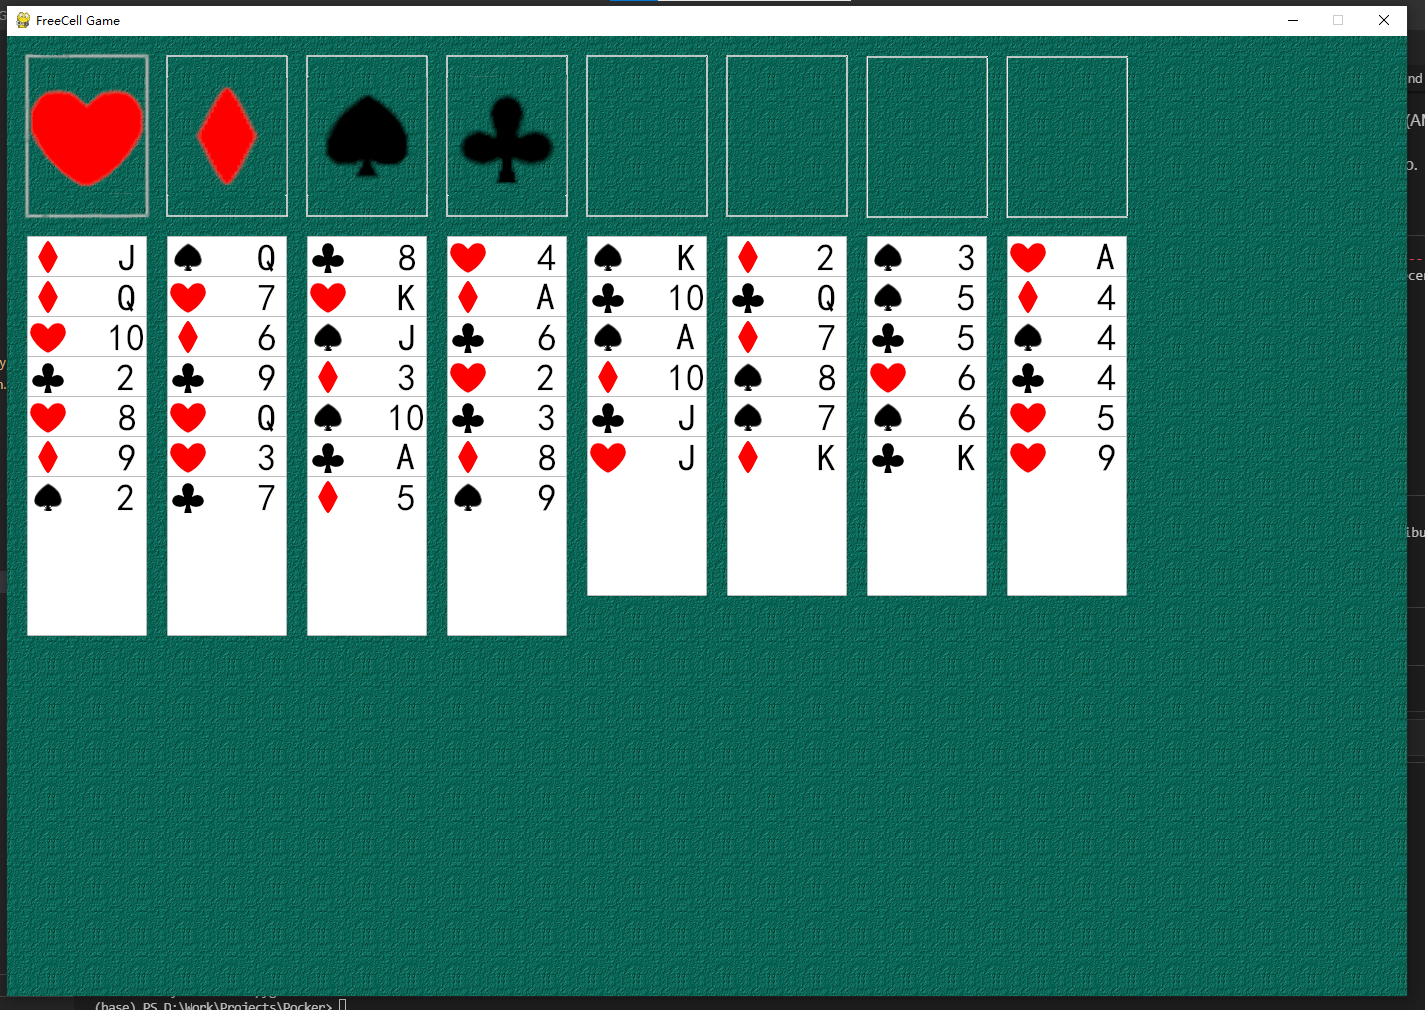 FreeCell Game
nd
(AM
p.
J Q 8 4 K 2 3 A
Q 7 K A 10 Q 5 4
10 6 J 6 A 7 5 4
2 9 3 2 10 8 6 4
8 Q 10 3 J 7 6 5
9 3 A 8 J K K 9
2 7 5 9
cer
y
n.
ibu
(base) PS D:\Work\Projects\Pocker>